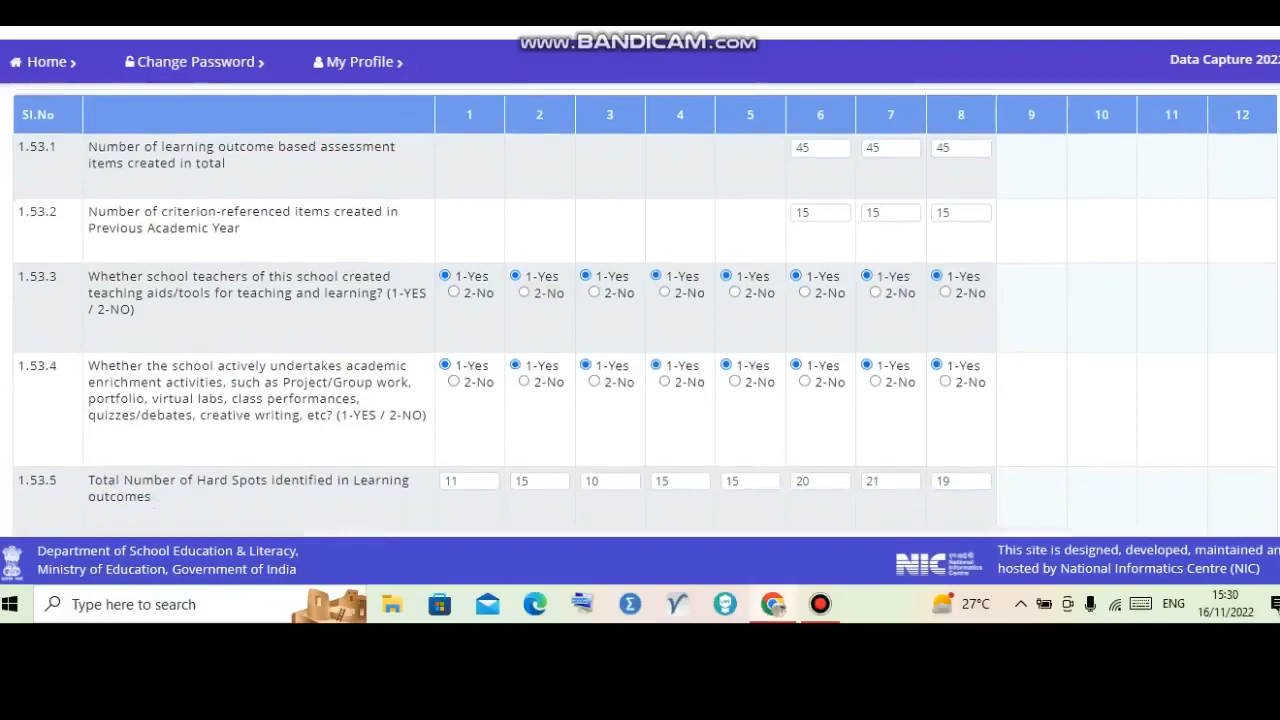 www.BANDICAM.com
Home
Change Password
My Profile
Data Capture 202
Sl.No 1 2 3 4 5 6 7 8 9 10 11 12
1.53.1 Number of learning outcome based assessment 45 45 45
items created in total
1.53.2 Number of criterion-referenced items created in 15 15 15
Previous Academic Year
1.53.3 Whether school teachers of this school created 1-Yes 1-Yes 1-Yes 1-Yes 1-Yes 1-Yes 1-Yes 1-Yes
teaching aids/tools for teaching and learning? (1-YES 2-No 2-No 2-No 2-No 2-No 2-No 2-No 2-No
/ 2-NO)
1.53.4 Whether the school actively undertakes academic 1-Yes 1-Yes 1-Yes 1-Yes 1-Yes 1-Yes 1-Yes 1-Yes
enrichment activities, such as Project/Group work, 2-No 2-No 2-No 2-No 2-No 2-No 2-No 2-No
portfolio, virtual labs, class performances,
quizzes/debates, creative writing, etc? (1-YES / 2-NO)
1.53.5 Total Number of Hard Spots identified in Learning 11 15 10 15 15 20 21 19
outcomes
Department of School Education & Literacy,
Ministry of Education, Government of India
NIC National Informatics Centre
This site is designed, developed, maintained an
hosted by National Informatics Centre (NIC)
Type here to search
27°C
ENG
15:30
16/11/2022